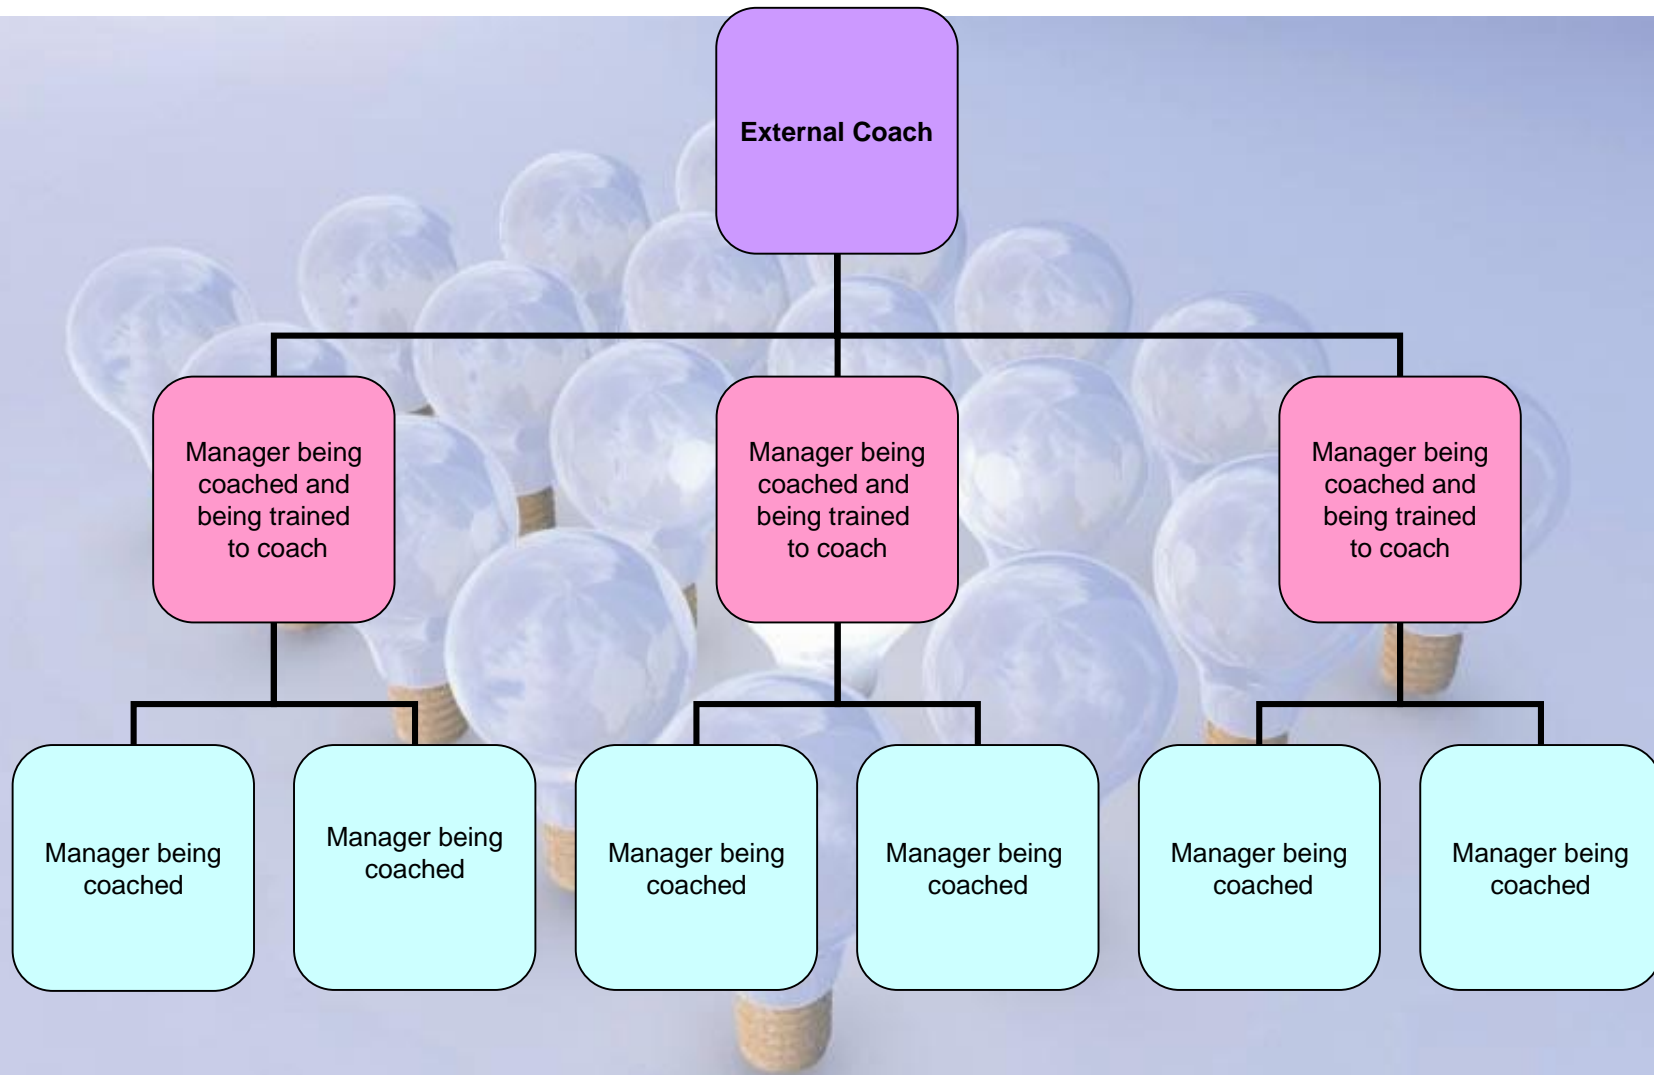 External Coach
Manager being
coached and
being trained
to coach
Manager being
coached and
being trained
to coach
Manager being
coached and
being trained
to coach
Manager being
coached
Manager being
coached
Manager being
coached
Manager being
coached
Manager being
coached
Manager being
coached